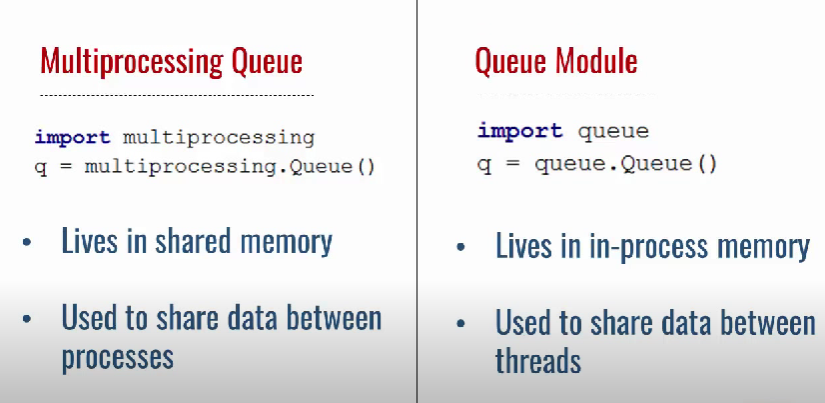 Multiprocessing Queue
import multiprocessing
q = multiprocessing.Queue()
• Lives in shared memory
• Used to share data between
processes
Queue Module
import queue
q = queue.Queue()
• Lives in in-process memory
• Used to share data between
threads